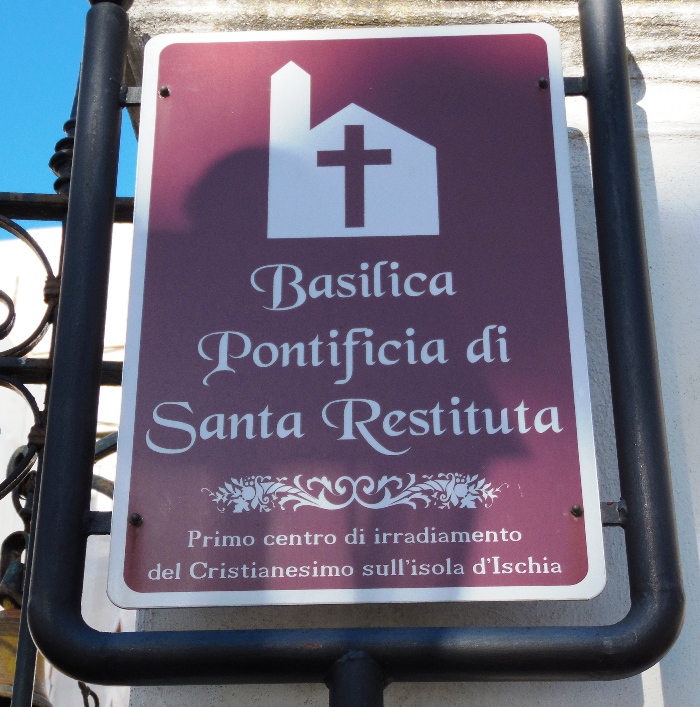 Basilica
Pontificia di
Santa Restituta
Primo centro di irradiamento
del Cristianesimo sull'isola d'Ischia